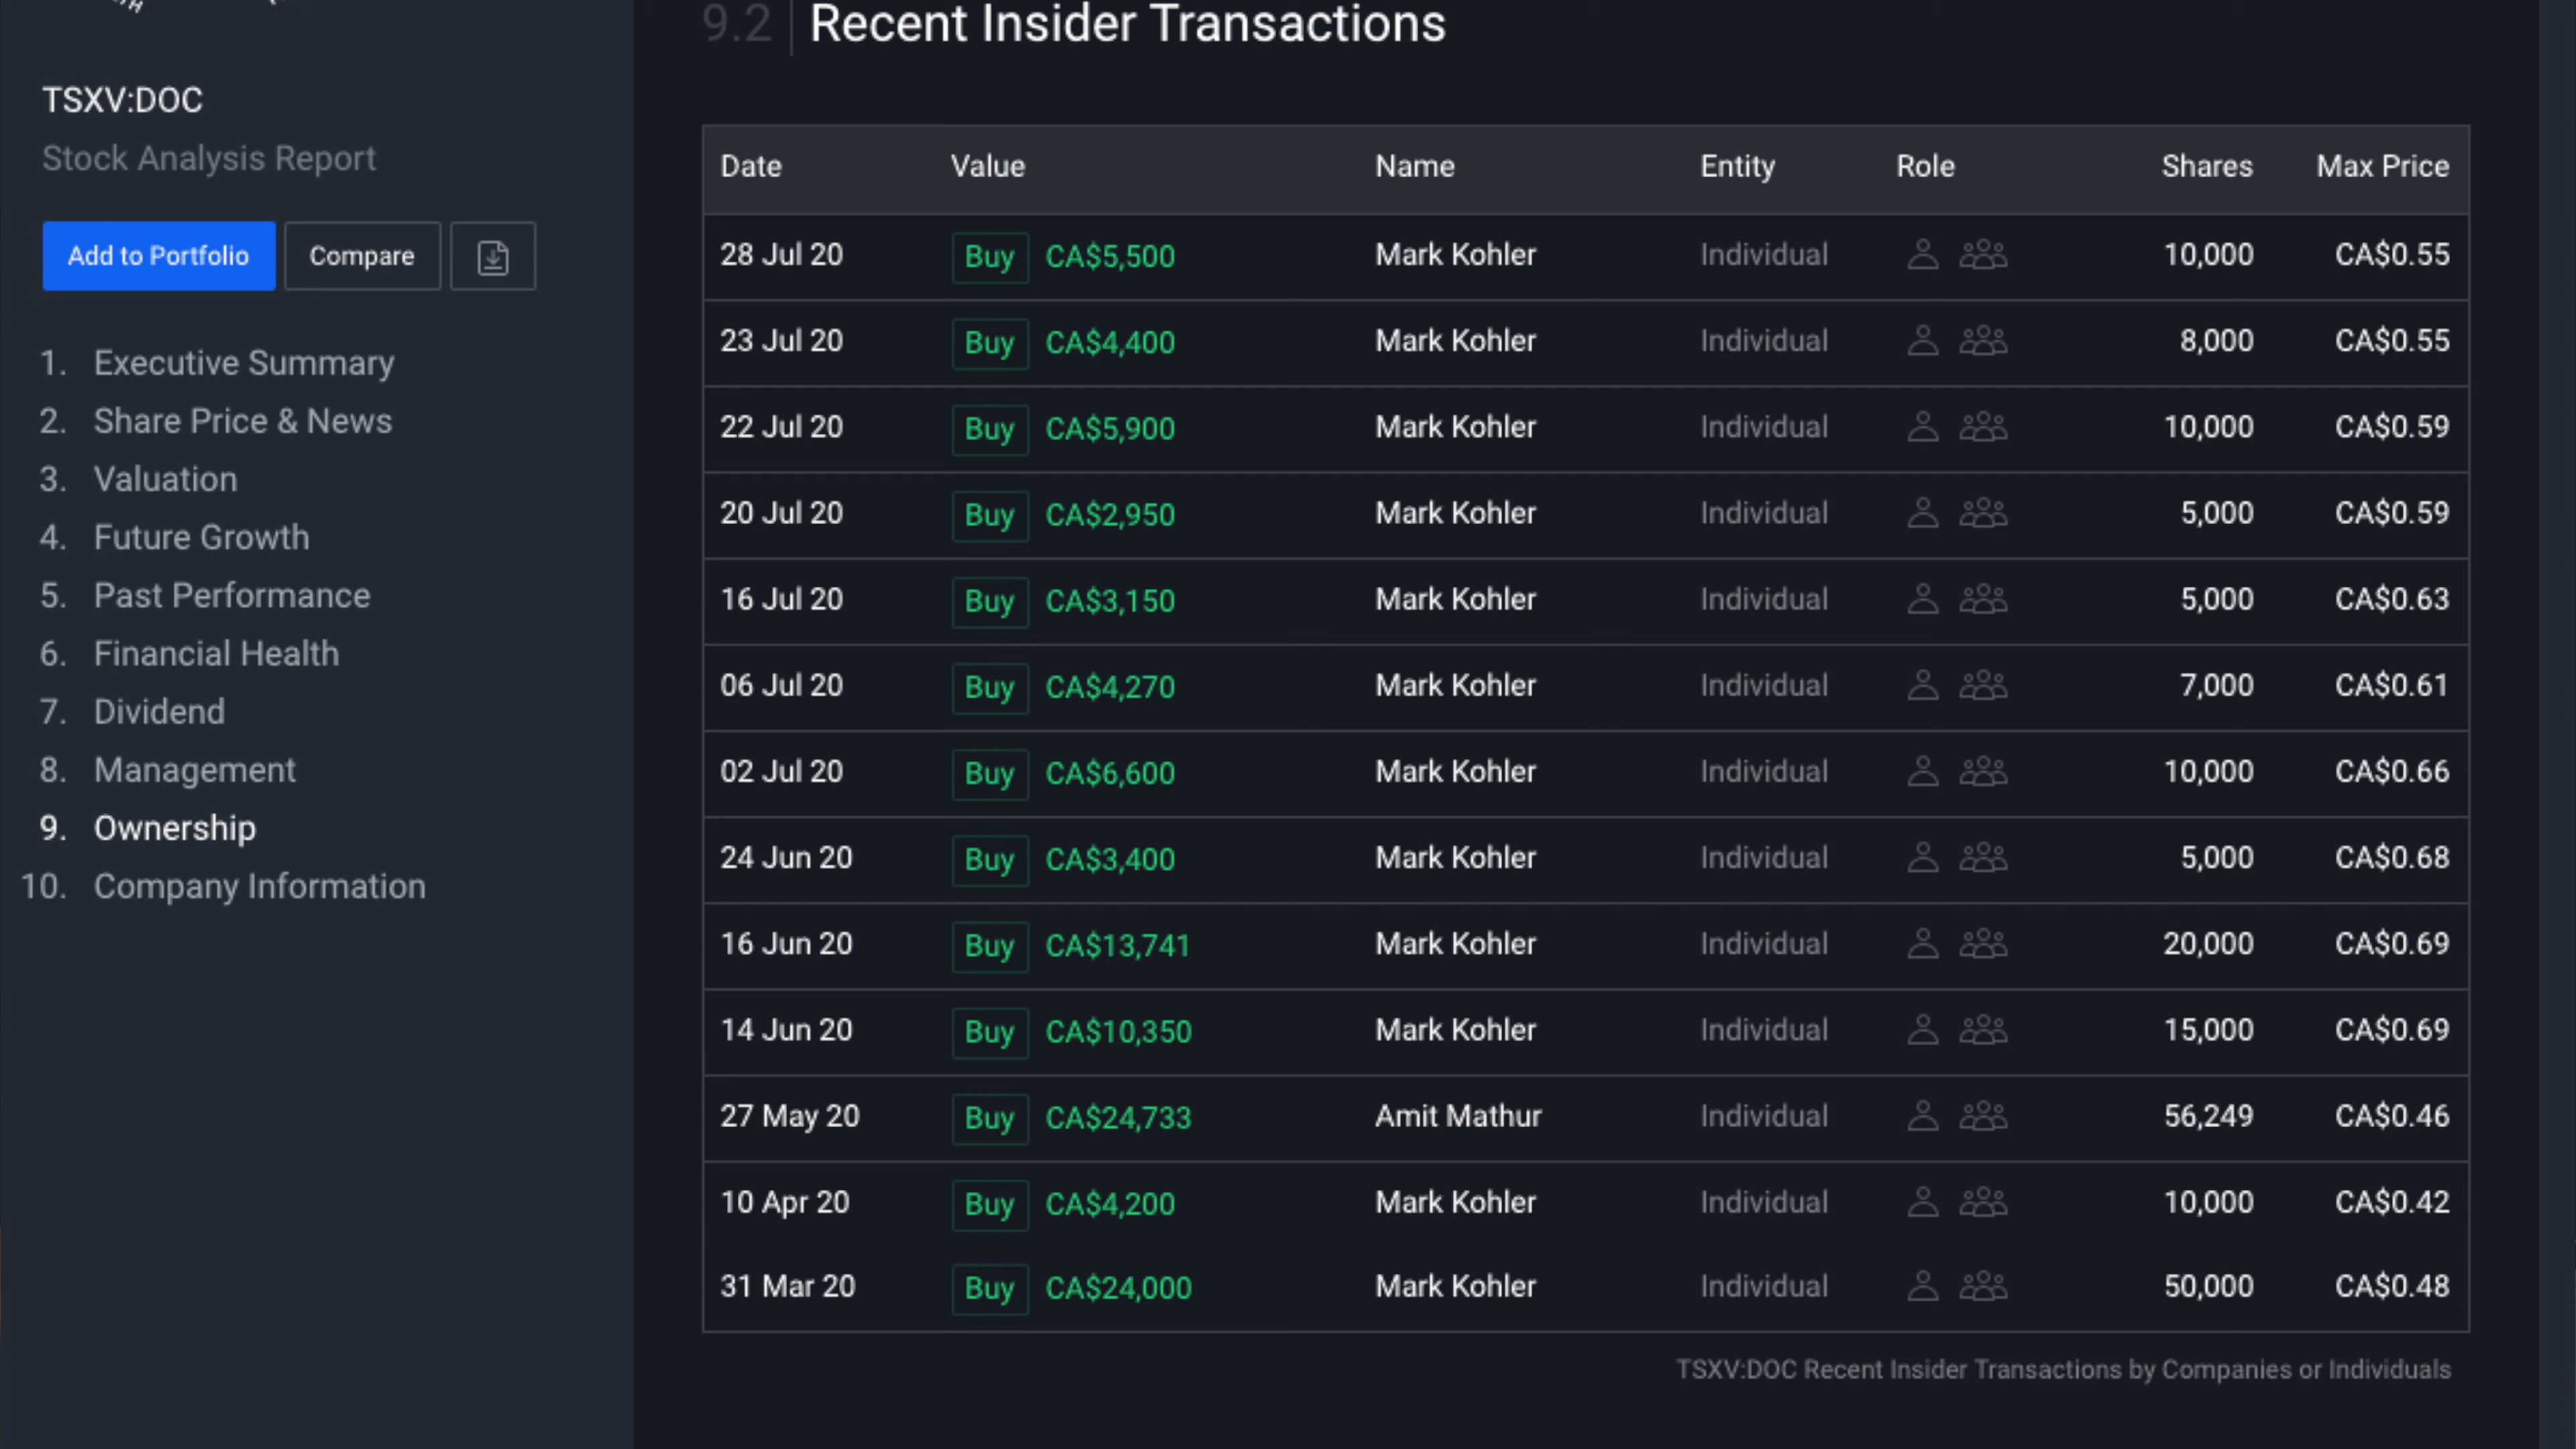 TSXV:DOC
Stock Analysis Report
Add to Portfolio Compare
1. Executive Summary
2. Share Price & News
3. Valuation
4. Future Growth
5. Past Performance
6. Financial Health
7. Dividend
8. Management
9. Ownership
10. Company Information
9.2 Recent Insider Transactions
Date Value Name Entity Role Shares Max Price
28 Jul 20 Buy CA$5,500 Mark Kohler Individual 10,000 CA$0.55
23 Jul 20 Buy CA$4,400 Mark Kohler Individual 8,000 CA$0.55
22 Jul 20 Buy CA$5,900 Mark Kohler Individual 10,000 CA$0.59
20 Jul 20 Buy CA$2,950 Mark Kohler Individual 5,000 CA$0.59
16 Jul 20 Buy CA$3,150 Mark Kohler Individual 5,000 CA$0.63
06 Jul 20 Buy CA$4,270 Mark Kohler Individual 7,000 CA$0.61
02 Jul 20 Buy CA$6,600 Mark Kohler Individual 10,000 CA$0.66
24 Jun 20 Buy CA$3,400 Mark Kohler Individual 5,000 CA$0.68
16 Jun 20 Buy CA$13,741 Mark Kohler Individual 20,000 CA$0.69
14 Jun 20 Buy CA$10,350 Mark Kohler Individual 15,000 CA$0.69
27 May 20 Buy CA$24,733 Amit Mathur Individual 56,249 CA$0.46
10 Apr 20 Buy CA$4,200 Mark Kohler Individual 10,000 CA$0.42
31 Mar 20 Buy CA$24,000 Mark Kohler Individual 50,000 CA$0.48
TSXV:DOC Recent Insider Transactions by Companies or Individuals